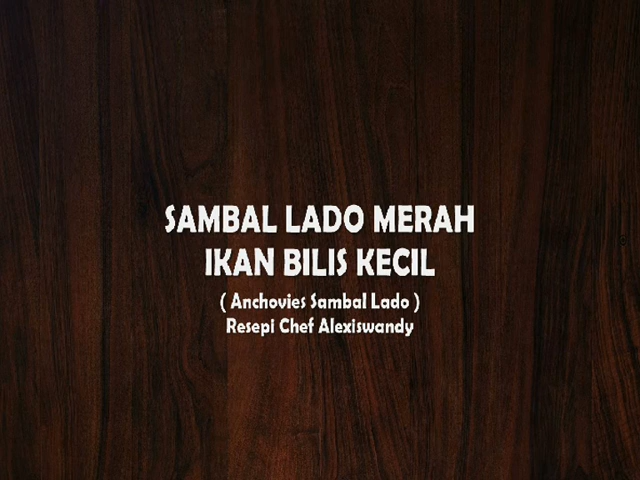 SAMBAL LADO MERAH
IKAN BILIS KECIL
( Anchovies Sambal Lado )
Resepi Chef Alexiswandy